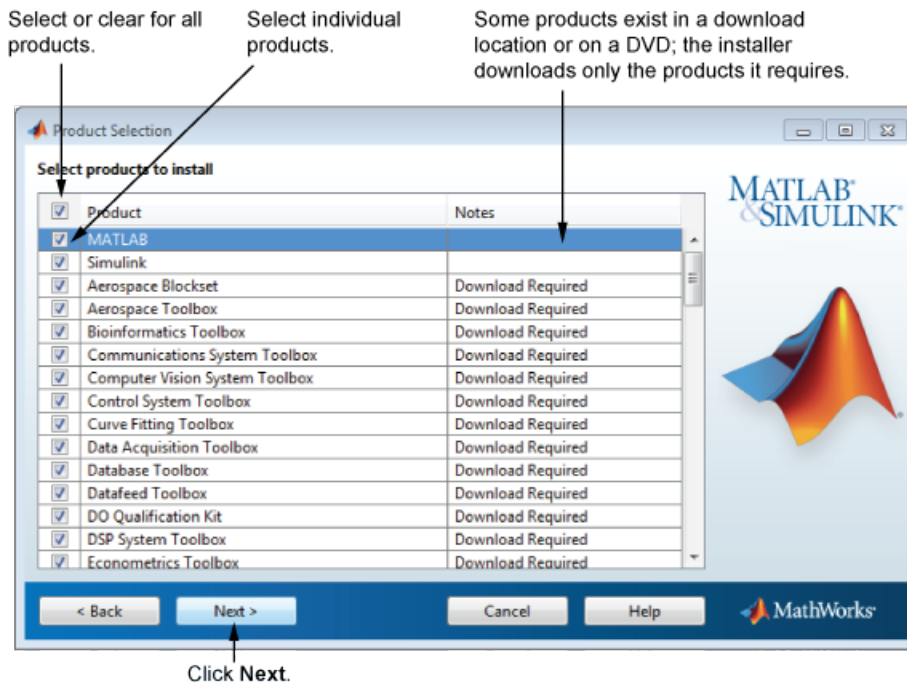 Select or clear for all products.
Select individual products.
Some products exist in a download location or on a DVD; the installer downloads only the products it requires.
Product Selection
Select products to install
Product Notes
MATLAB
Simulink
Aerospace Blockset Download Required
Aerospace Toolbox Download Required
Bioinformatics Toolbox Download Required
Communications System Toolbox Download Required
Computer Vision System Toolbox Download Required
Control System Toolbox Download Required
Curve Fitting Toolbox Download Required
Data Acquisition Toolbox Download Required
Database Toolbox Download Required
Datafeed Toolbox Download Required
DO Qualification Kit Download Required
DSP System Toolbox Download Required
Econometrics Toolbox Download Required
MATLAB®
&SIMULINK®
< Back Next > Cancel Help MathWorks®
Click Next.